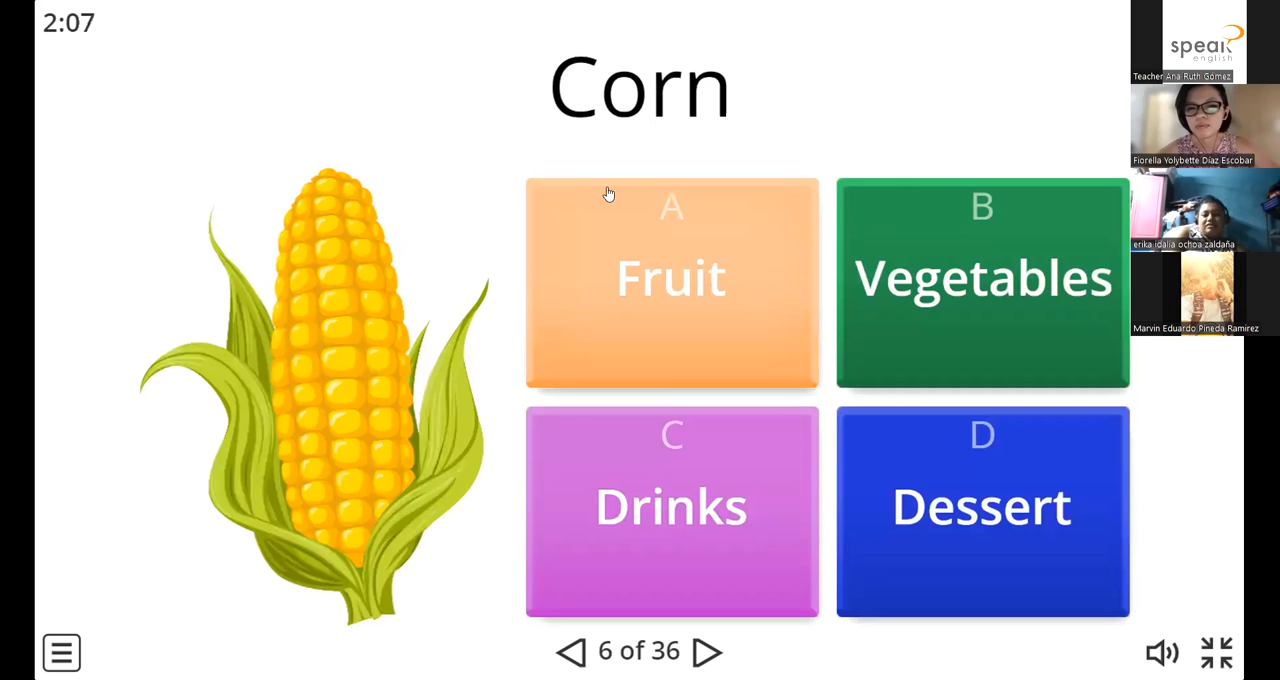 2:07
Corn
A
Fruit
B
Vegetables
C
Drinks
D
Dessert
6 of 36
speak
english
Teacher Ana Ruth Gómez
Fiorella Yolybette Díaz Escobar
erika idalia ochoa zaldaña
Marvin Eduardo Pineda Ramirez